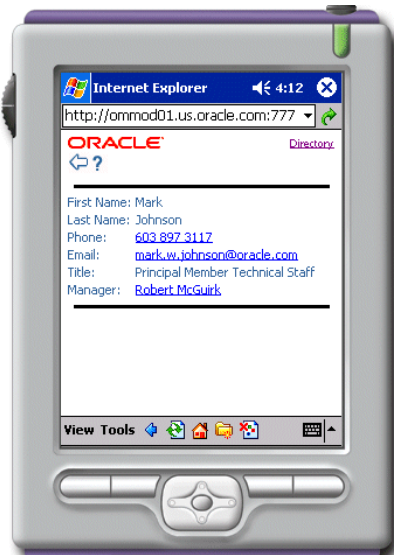 Internet Explorer 4:12
http://ommod01.us.oracle.com:777
ORACLE Directory
?
First Name: Mark
Last Name: Johnson
Phone: 603 897 3117
Email: mark.w.johnson@oracle.com
Title: Principal Member Technical Staff
Manager: Robert McGuirk
View Tools